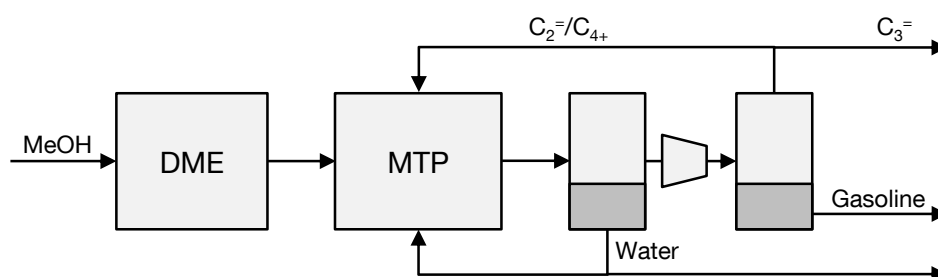 C₂⁼/C₄₊
C₃⁼
MeOH
DME
MTP
Gasoline
Water